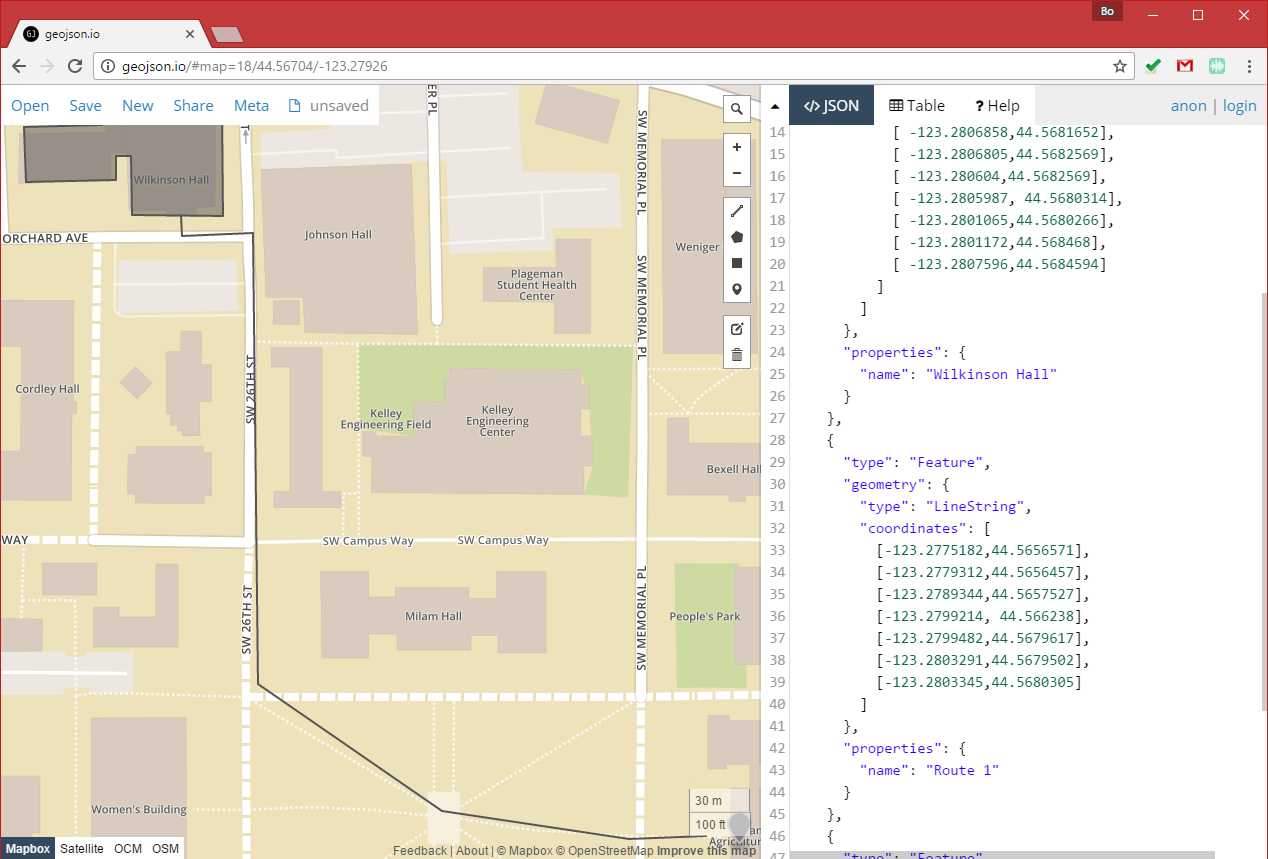 Bo
geojson.io
geojson.io/#map=18/44.56704/-123.27926
Open Save New Share Meta unsaved
</> JSON Table ? Help anon | login
ER PL
SW MEMORIAL PL
Wilkinson Hall
ORCHARD AVE
Johnson Hall
Weniger
Plageman
Student Health
Center
SW MEMORIAL PL
SW 26TH ST
Cordley Hall
Kelley
Engineering Field
Kelley
Engineering
Center
Bexell Hall
WAY
SW Campus Way
SW Campus Way
SW 26TH ST
Milam Hall
SW MEMORIAL PL
People's Park
Women's Building
30 m
100 ft
Mapbox Satellite OCM OSM
Feedback | About | © Mapbox © OpenStreetMap Improve this map
14 [ -123.2806858,44.5681652],
15 [ -123.2806805,44.5682569],
16 [ -123.280604,44.5682569],
17 [ -123.2805987, 44.5680314],
18 [ -123.2801065,44.5680266],
19 [ -123.2801172,44.568468],
20 [ -123.2807596,44.5684594]
21 ]
22 ]
23 },
24 "properties": {
25 "name": "Wilkinson Hall"
26 }
27 },
28 {
29 "type": "Feature",
30 "geometry": {
31 "type": "LineString",
32 "coordinates": [
33 [-123.2775182,44.5656571],
34 [-123.2779312,44.5656457],
35 [-123.2789344,44.5657527],
36 [-123.2799214, 44.566238],
37 [-123.2799482,44.5679617],
38 [-123.2803291,44.5679502],
39 [-123.2803345,44.5680305]
40 ]
41 },
42 "properties": {
43 "name": "Route 1"
44 }
45 },
46 {
47 "type": "Feature"